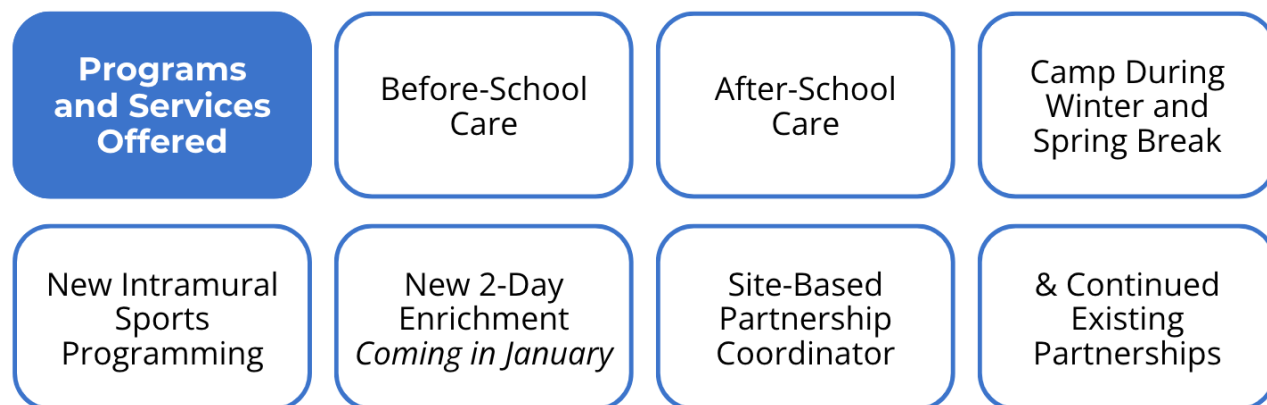 Programs
and Services
Offered
Before-School
Care
After-School
Care
Camp During
Winter and
Spring Break
New Intramural
Sports
Programming
New 2-Day
Enrichment
Coming in January
Site-Based
Partnership
Coordinator
& Continued
Existing
Partnerships